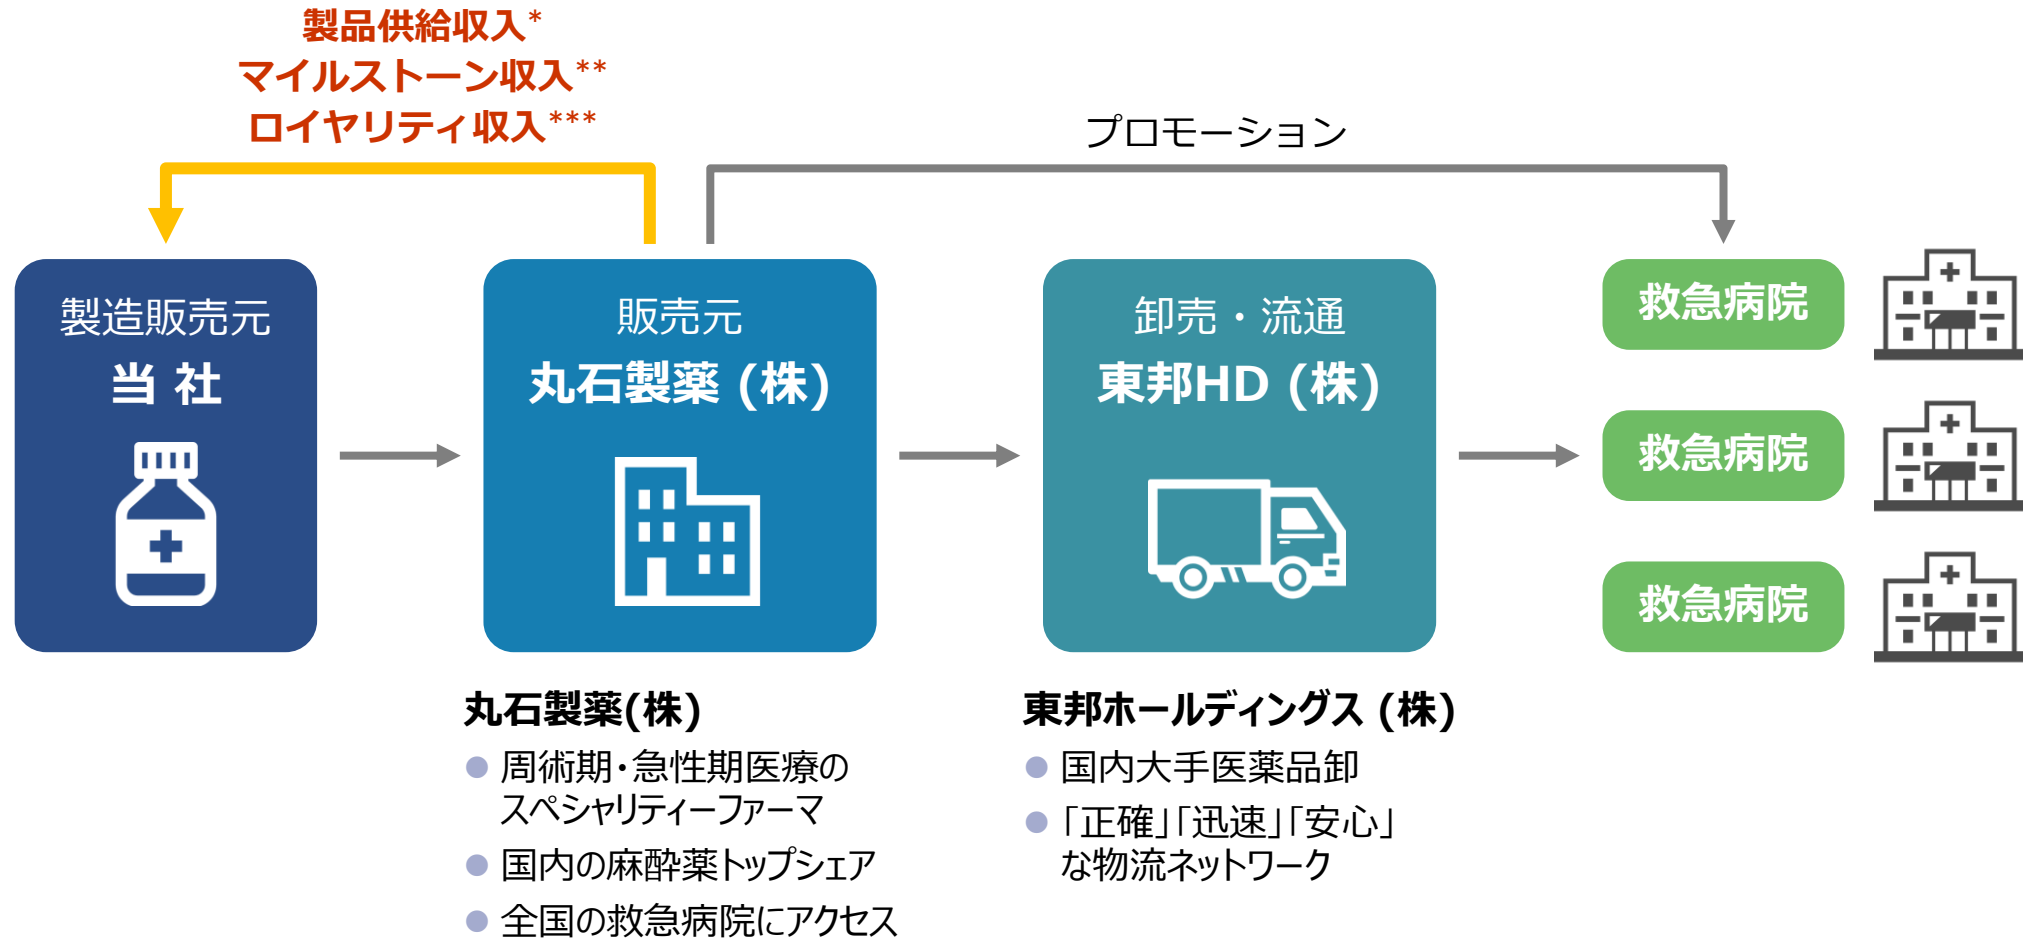 製品供給収入*
マイルストーン収入**
ロイヤリティ収入***
プロモーション
製造販売元
当 社
販売元
丸石製薬 (株)
卸売・流通
東邦HD (株)
救急病院
救急病院
救急病院
丸石製薬(株)
周術期・急性期医療の
スペシャリティーファーマ
国内の麻酔薬トップシェア
全国の救急病院にアクセス
東邦ホールディングス (株)
国内大手医薬品卸
「正確」「迅速」「安心」
な物流ネットワーク